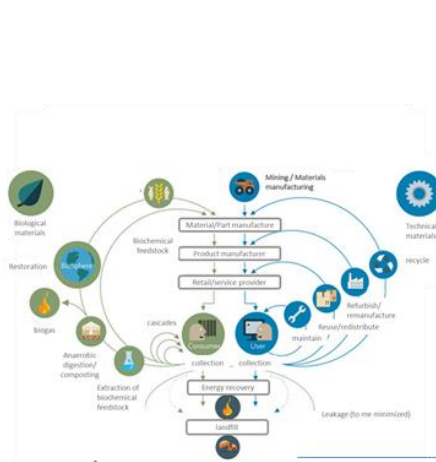 Mining / Materials
manufacturing
Biological
materials
Technical
materials
Material/Part manufacture
Biochemical
feedstock
Product manufacturer
Restoration
Biosphere
recycle
Retail/service provider
Refurbish/
remanufacture
biogas
cascades
Reuse/redistribute
Consumer
User
maintain
Anaerobic
digestion/
composting
collection
collection
Extraction of
biochemical
feedstock
Energy recovery
Leakage (to me minimized)
landfill